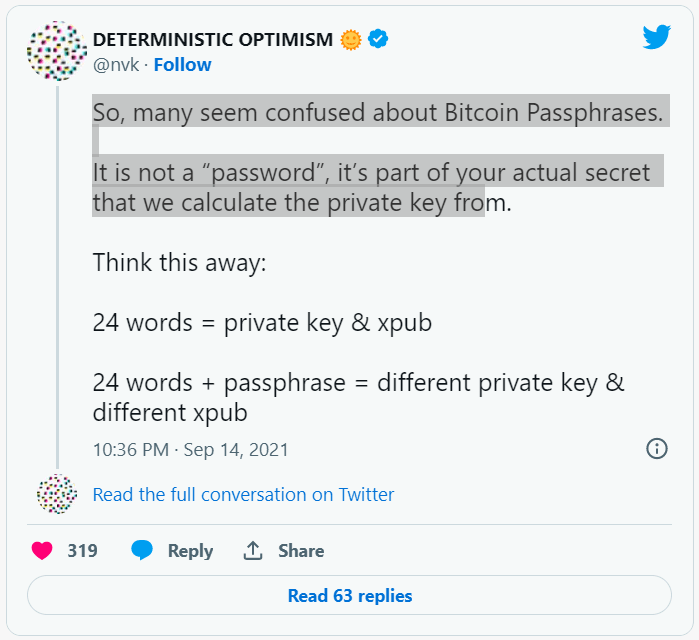 DETERMINISTIC OPTIMISM 🌞
@nvk · Follow
So, many seem confused about Bitcoin Passphrases.
It is not a “password”, it’s part of your actual secret
that we calculate the private key from.
Think this away:
24 words = private key & xpub
24 words + passphrase = different private key &
different xpub
10:36 PM · Sep 14, 2021
Read the full conversation on Twitter
319 Reply Share
Read 63 replies